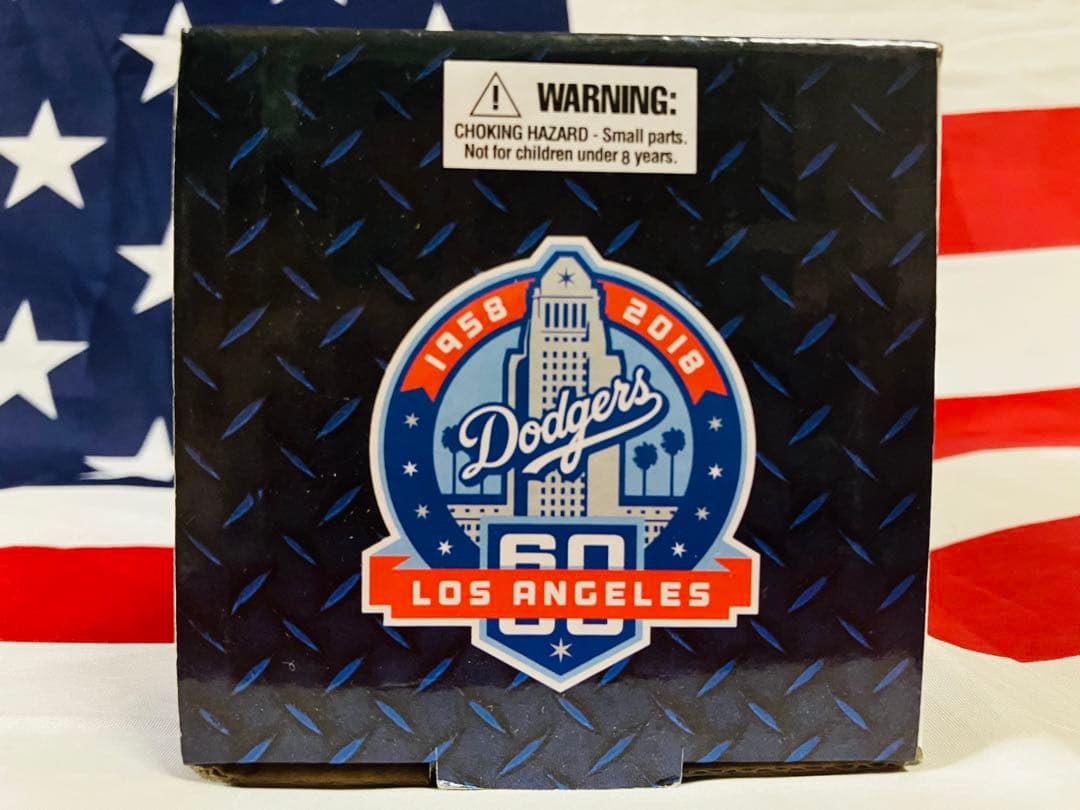 WARNING:
CHOKING HAZARD - Small parts.
Not for children under 8 years.
1958 2018
Dodgers
60
LOS ANGELES